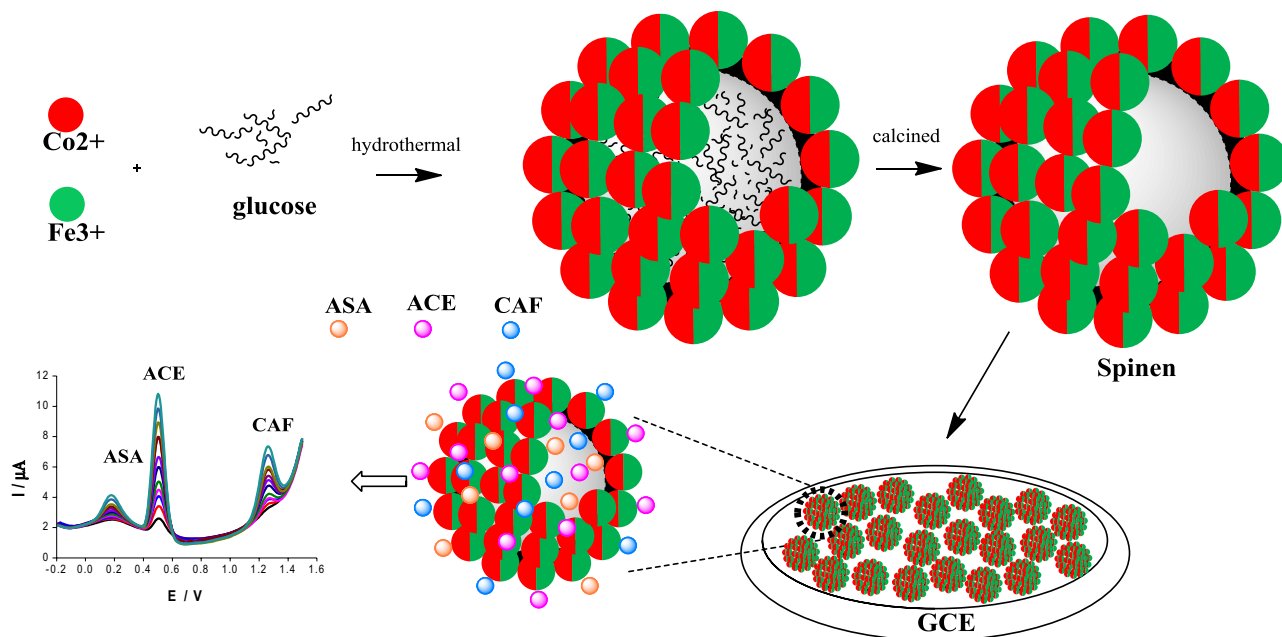 Co2+
+
Fe3+
glucose
hydrothermal
calcined
Spinen
ASA ACE CAF
GCE
I / μA
12
10
8
6
4
2
0
ASA
ACE
CAF
-0.2 0.0 0.2 0.4 0.6 0.8 1.0 1.2 1.4 1.6
E / V